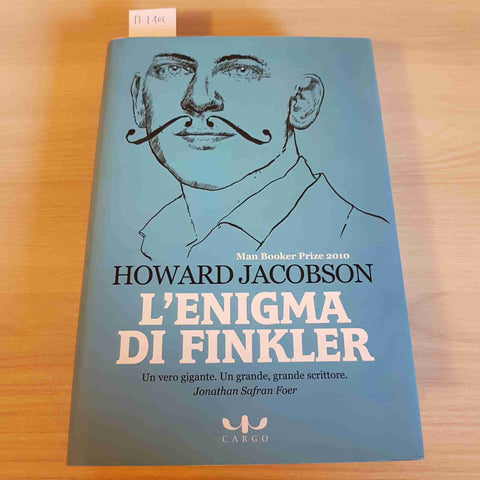 Man Booker Prize 2010
HOWARD JACOBSON
L'ENIGMA
DI FINKLER
Un vero gigante. Un grande, grande scrittore.
Jonathan Safran Foer
CARGO